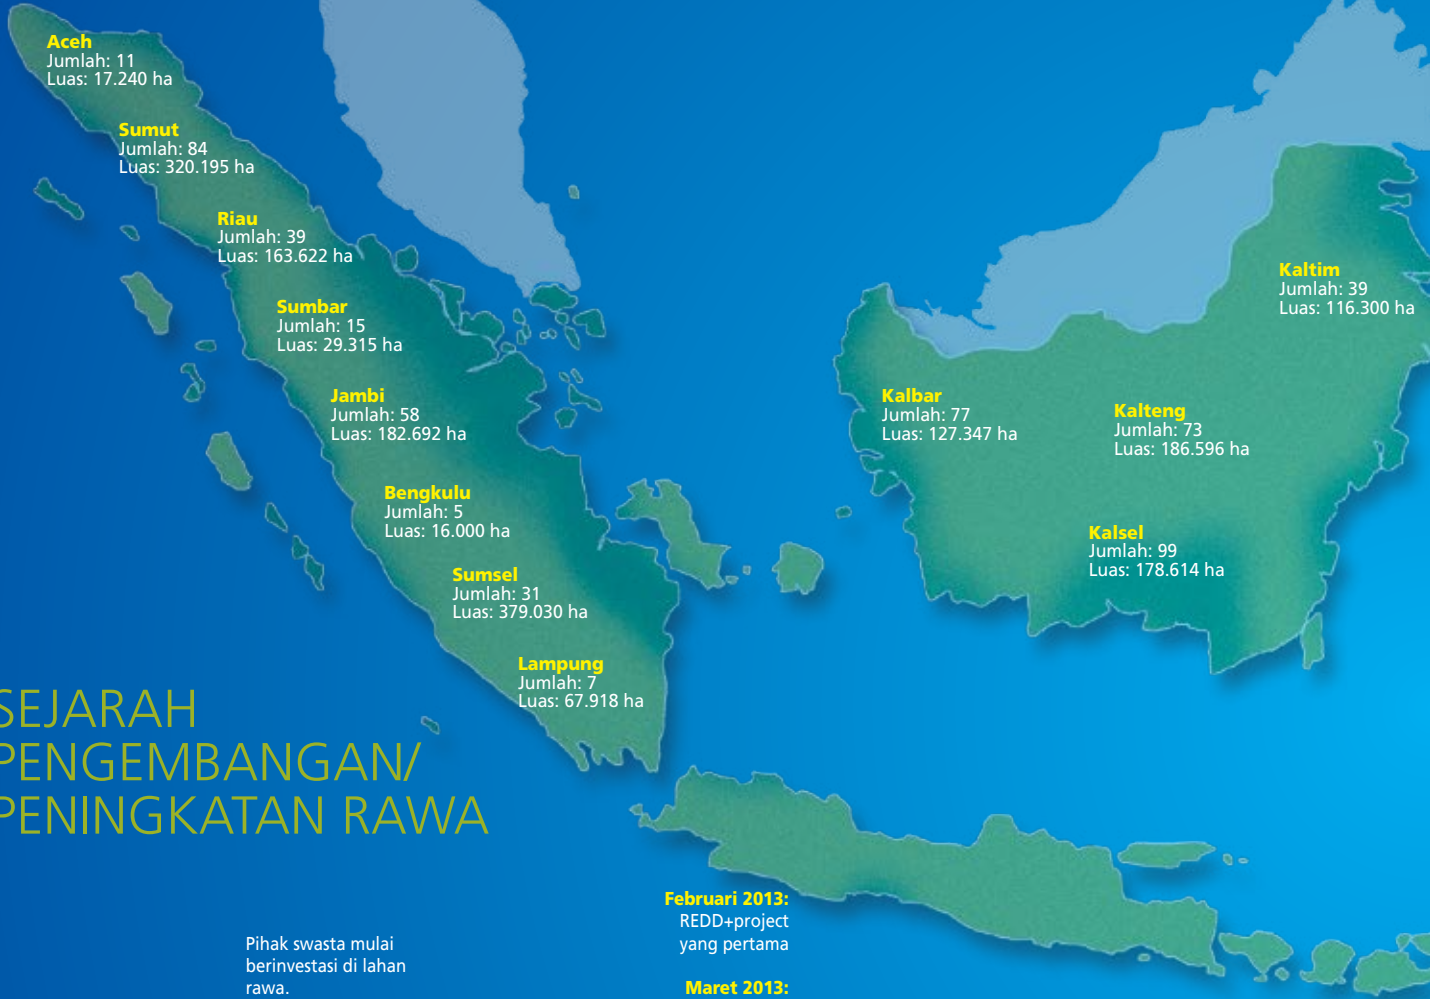 Aceh
Jumlah: 11
Luas: 17.240 ha
Sumut
Jumlah: 84
Luas: 320.195 ha
Riau
Jumlah: 39
Luas: 163.622 ha
Sumbar
Jumlah: 15
Luas: 29.315 ha
Jambi
Jumlah: 58
Luas: 182.692 ha
Bengkulu
Jumlah: 5
Luas: 16.000 ha
Sumsel
Jumlah: 31
Luas: 379.030 ha
Lampung
Jumlah: 7
Luas: 67.918 ha
Kaltim
Jumlah: 39
Luas: 116.300 ha
Kalbar
Jumlah: 77
Luas: 127.347 ha
Kalteng
Jumlah: 73
Luas: 186.596 ha
Kalsel
Jumlah: 99
Luas: 178.614 ha
SEJARAH
PENGEMBANGAN/
PENINGKATAN RAWA
Pihak swasta mulai
berinvestasi di lahan
rawa.
Februari 2013:
REDD+project
yang pertama
Maret 2013: